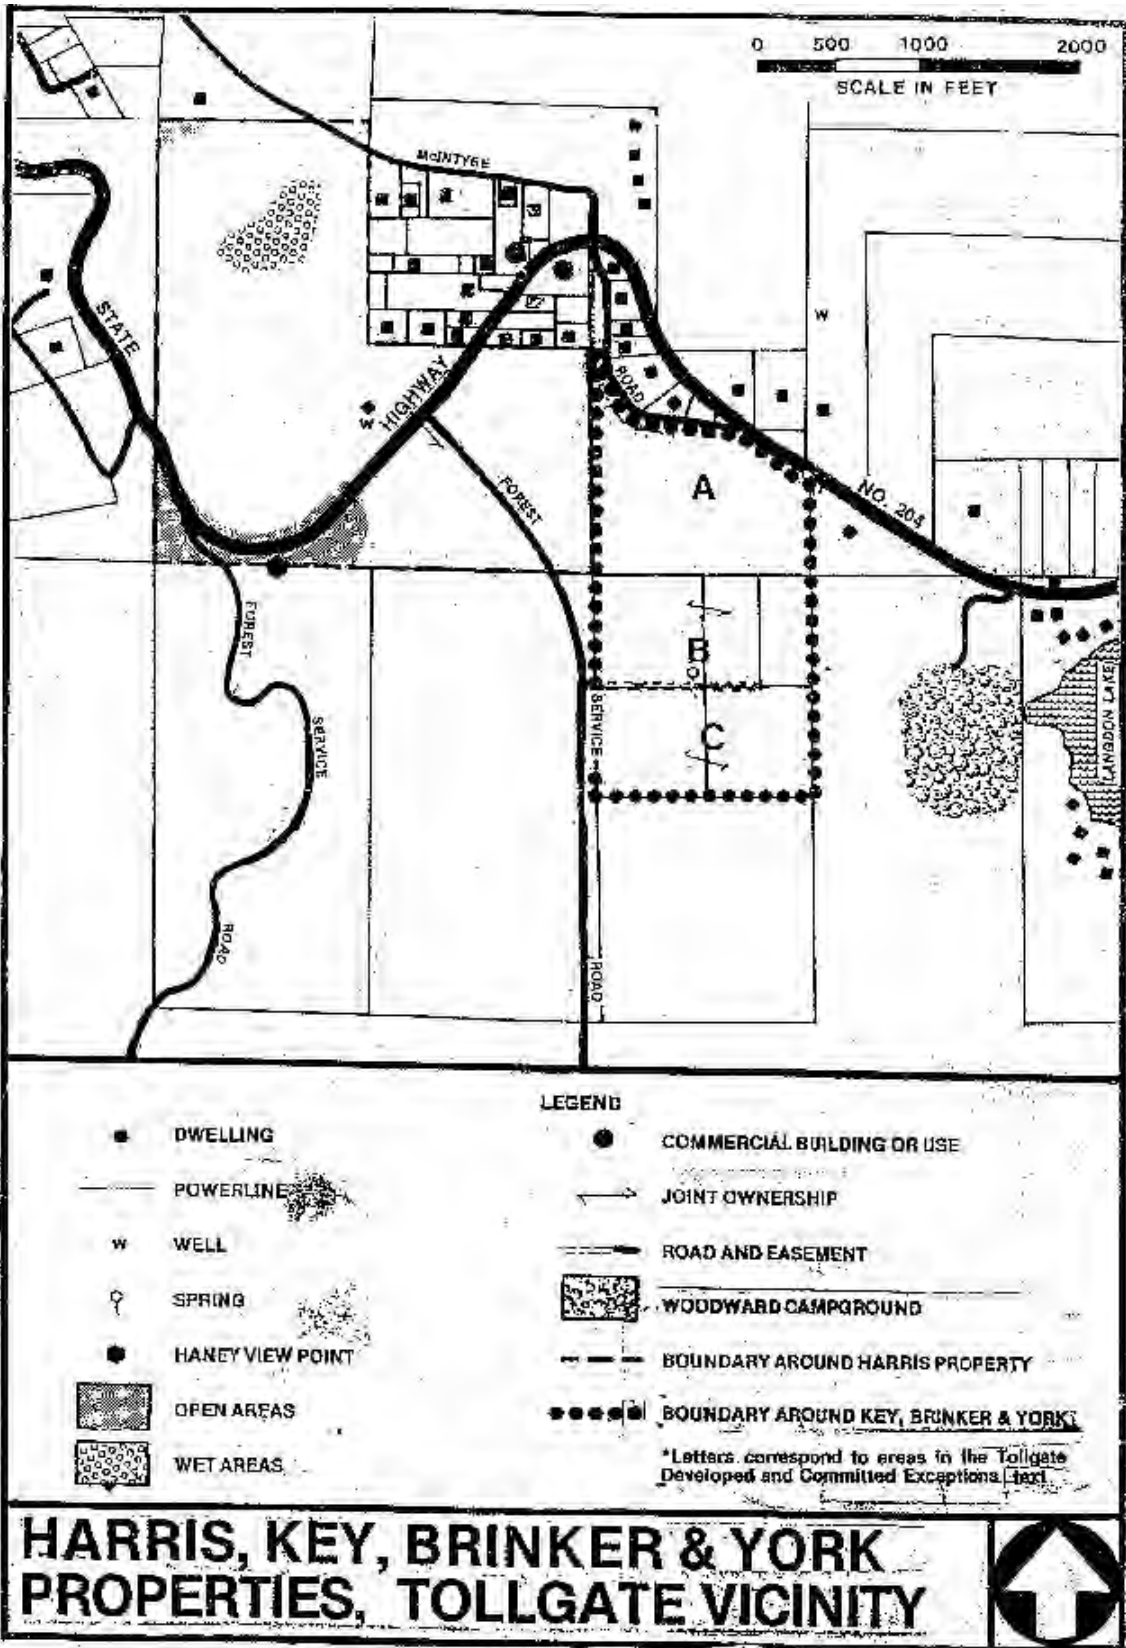 0 500 1000 2000
SCALE IN FEET
McINTYRE
STATE
HIGHWAY
W
W
ROAD
A
NO. 204
FOREST
FOREST
B
SERVICE
C
SERVICE
LANGDON LAKE
ROAD
ROAD
LEGEND
DWELLING
POWERLINE
W WELL
SPRING
HANEY VIEW POINT
OPEN AREAS
WET AREAS
COMMERCIAL BUILDING OR USE
JOINT OWNERSHIP
ROAD AND EASEMENT
WOODWARD CAMPGROUND
BOUNDARY AROUND HARRIS PROPERTY
BOUNDARY AROUND KEY, BRINKER & YORK
*Letters correspond to areas in the Tollgate
Developed and Committed Exceptions text
HARRIS, KEY, BRINKER & YORK
PROPERTIES, TOLLGATE VICINITY